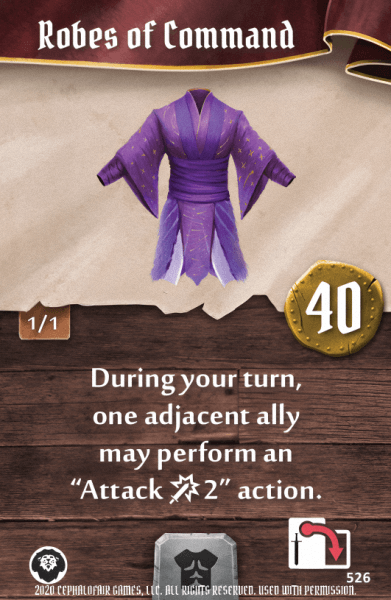 Robes of Command
40
1/1
During your turn,
one adjacent ally
may perform an
“Attack 2” action.
526
2020 CEPHALOFAIR GAMES, LLC. ALL RIGHTS RESERVED. USED WITH PERMISSION.